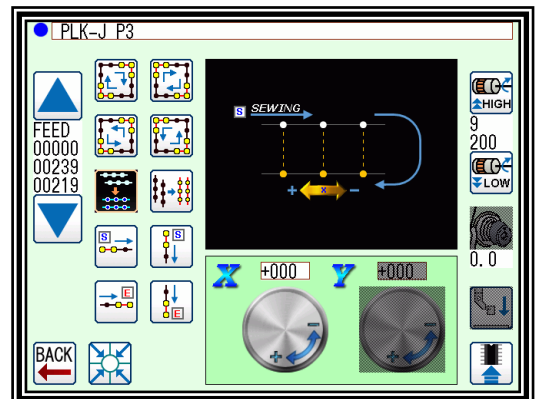 PLK-J P3
FEED
00000
00239
00219
S SEWING
+ X -
HIGH
9
200
LOW
0.0
S
S
E
E
X +000 Y +000
- -
+ +
BACK